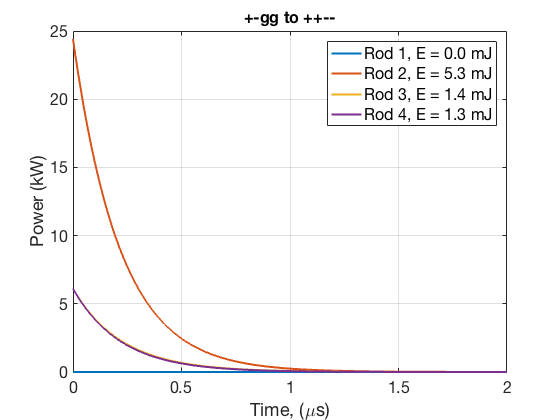 +-gg to ++--
Rod 1, E = 0.0 mJ
Rod 2, E = 5.3 mJ
Rod 3, E = 1.4 mJ
Rod 4, E = 1.3 mJ
Power (kW)
25
20
15
10
5
0
0 0.5 1 1.5 2
Time, (μs)